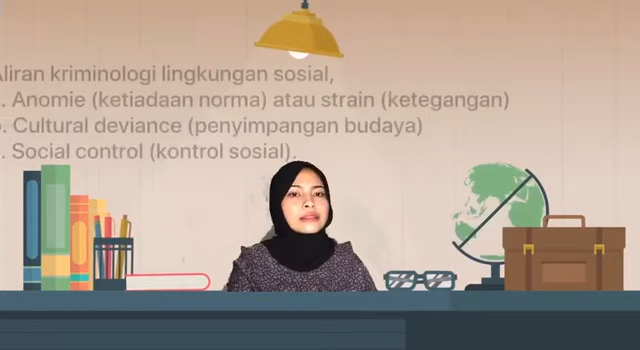 Aliran kriminologi lingkungan sosial,
. Anomie (ketiadaan norma) atau strain (ketegangan)
. Cultural deviance (penyimpangan budaya)
. Social control (kontrol sosial).